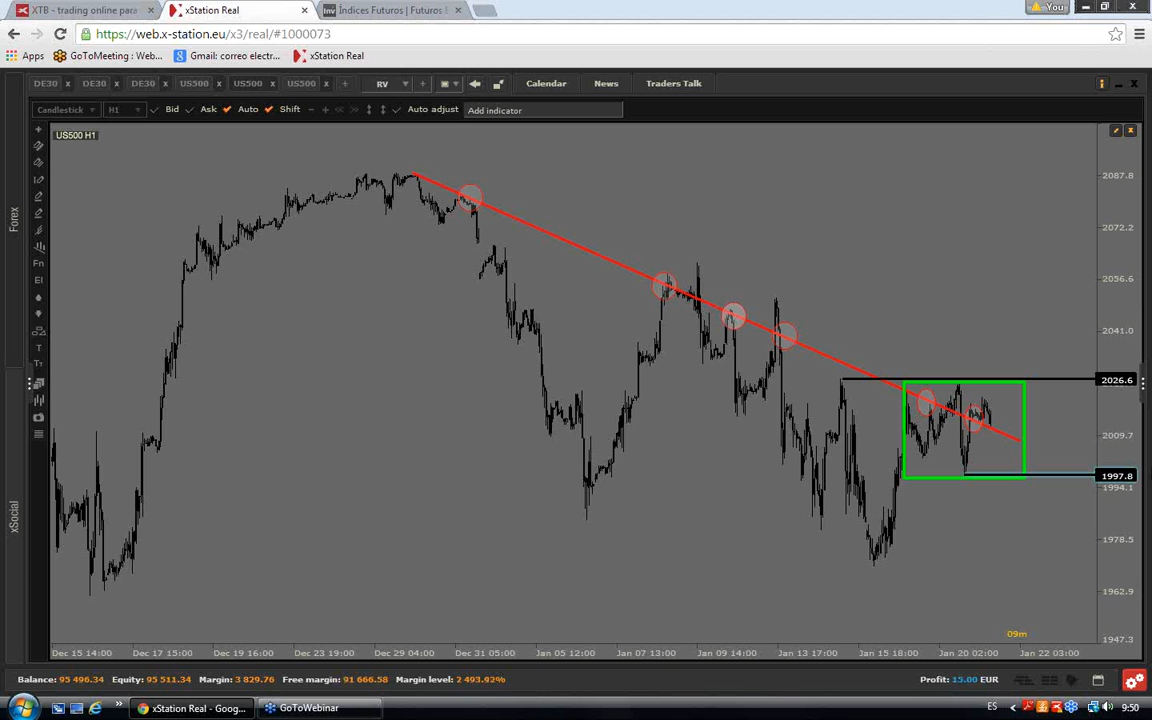 XTB - trading online para
xStation Real
Índices Futuros | Futuros
You
https://web.x-station.eu/x3/real/#1000073
Apps GoToMeeting : Web... Gmail: correo electr... xStation Real
DE30 DE30 DE30 US500 US500 US500 RV Calendar News Traders Talk
Candlestick H1 Bid Ask Auto Shift Auto adjust Add indicator
US500 H1
Forex
xSocial
Fn
EI
T
2087.8
2072.2
2056.6
2041.0
2026.6
2009.7
1997.8
1994.1
1978.5
1962.9
1947.3
09m
Dec 15 14:00 Dec 17 15:00 Dec 19 16:00 Dec 23 19:00 Dec 29 04:00 Dec 31 05:00 Jan 05 12:00 Jan 07 13:00 Jan 09 14:00 Jan 13 17:00 Jan 15 18:00 Jan 20 02:00 Jan 22 03:00
Balance: 95 496.34 Equity: 95 511.34 Margin: 3 829.76 Free margin: 91 666.58 Margin level: 2 493.92% Profit: 15.00 EUR
xStation Real - Goog... GoToWebinar ES 9:50